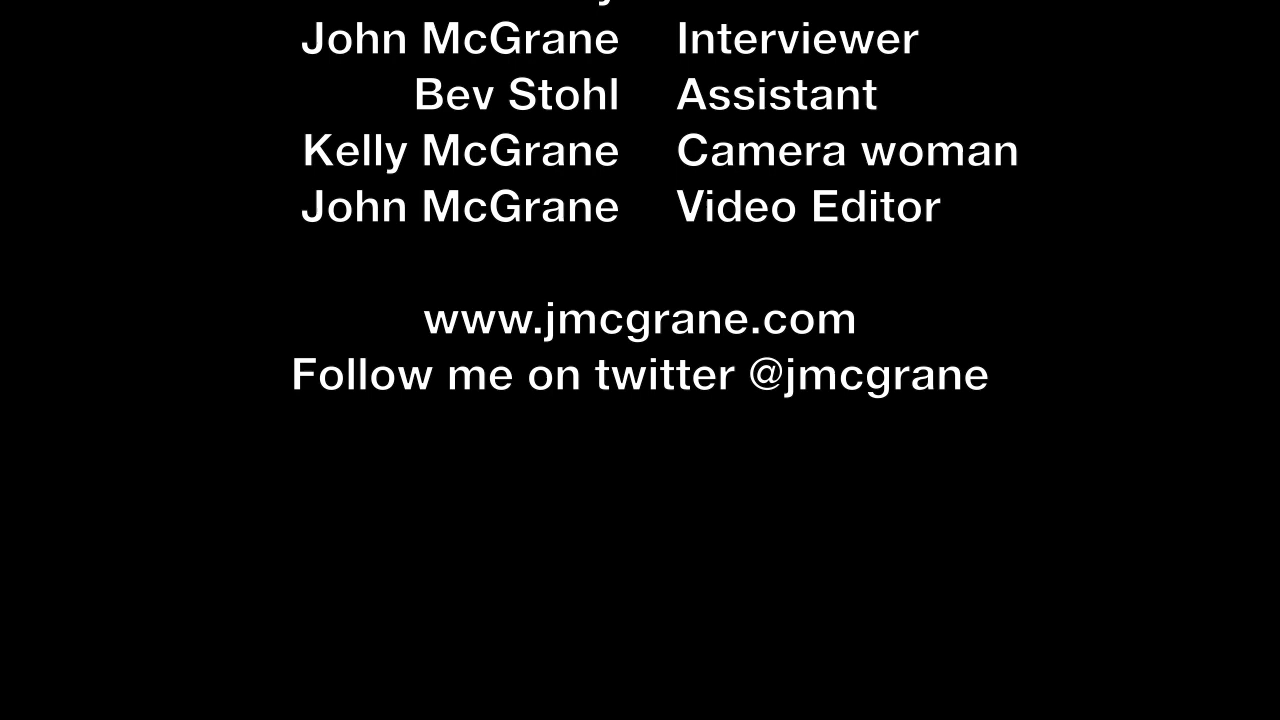 John McGrane Interviewer
Bev Stohl Assistant
Kelly McGrane Camera woman
John McGrane Video Editor
www.jmcgrane.com
Follow me on twitter @jmcgrane